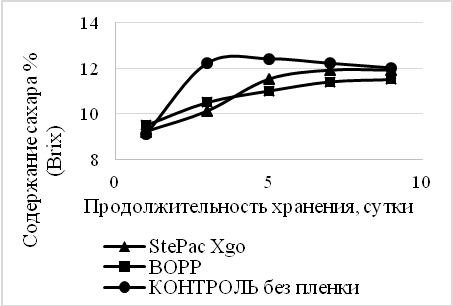 Содержание сахара %
(Brix)
14
12
10
8
0
5
10
Продолжительность хранения, сутки
StePac Xgo
BOPP
КОНТРОЛЬ без пленки